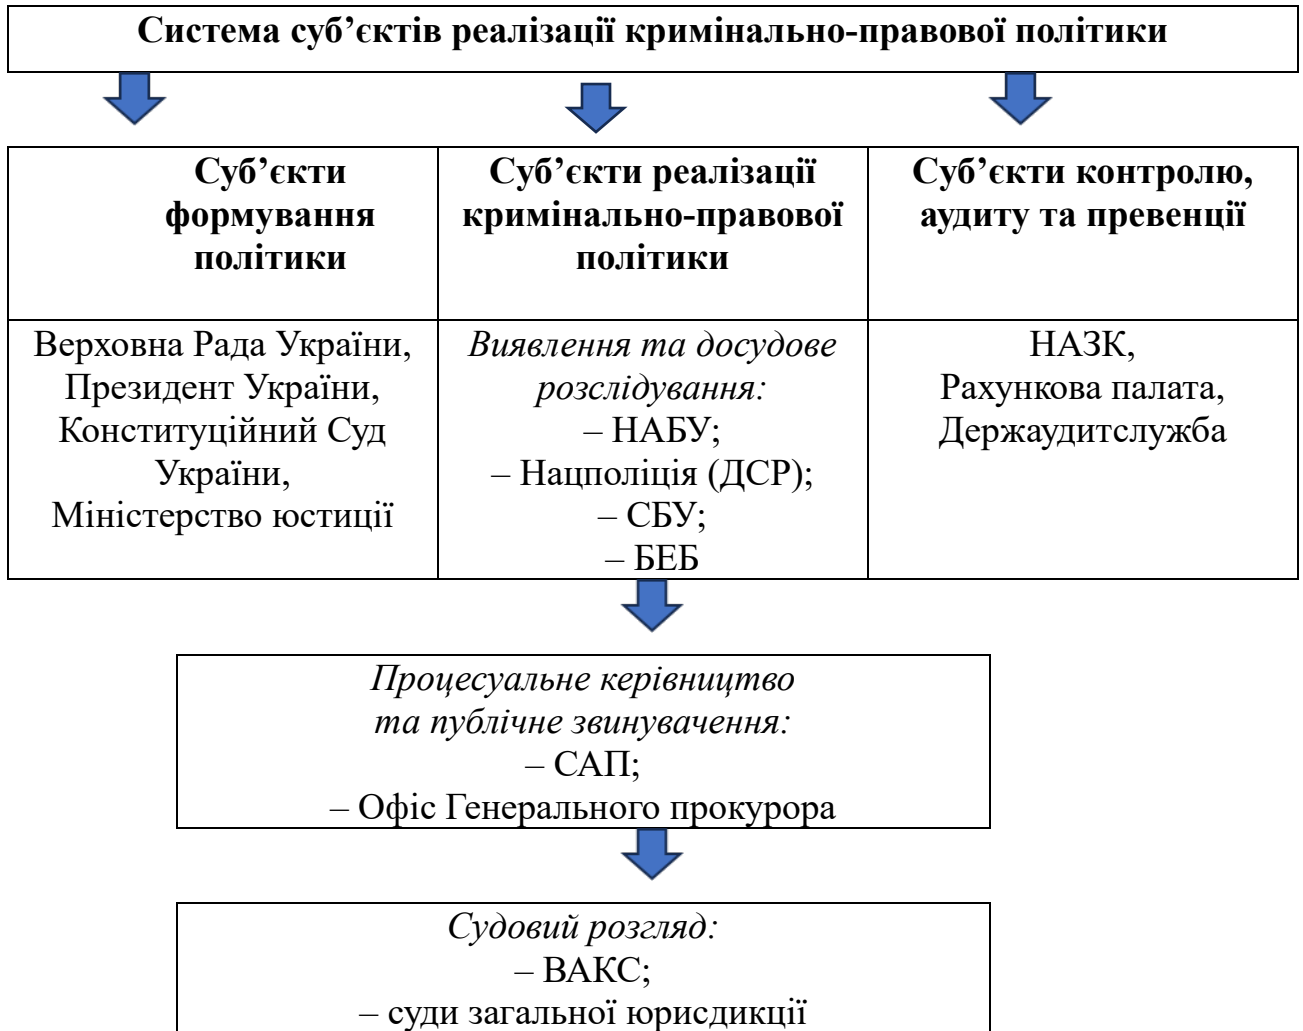 Система суб’єктів реалізації кримінально-правової політики
Суб’єкти
формування
політики
Суб’єкти реалізації
кримінально-правової
політики
Суб’єкти контролю,
аудиту та превенції
Верховна Рада України,
Президент України,
Конституційний Суд
України,
Міністерство юстиції
Виявлення та досудове
розслідування:
– НАБУ;
– Нацполіція (ДСР);
– СБУ;
– БЕБ
НАЗК,
Рахункова палата,
Держаудитслужба
Процесуальне керівництво
та публічне звинувачення:
– САП;
– Офіс Генерального прокурора
Судовий розгляд:
– ВАКС;
– суди загальної юрисдикції